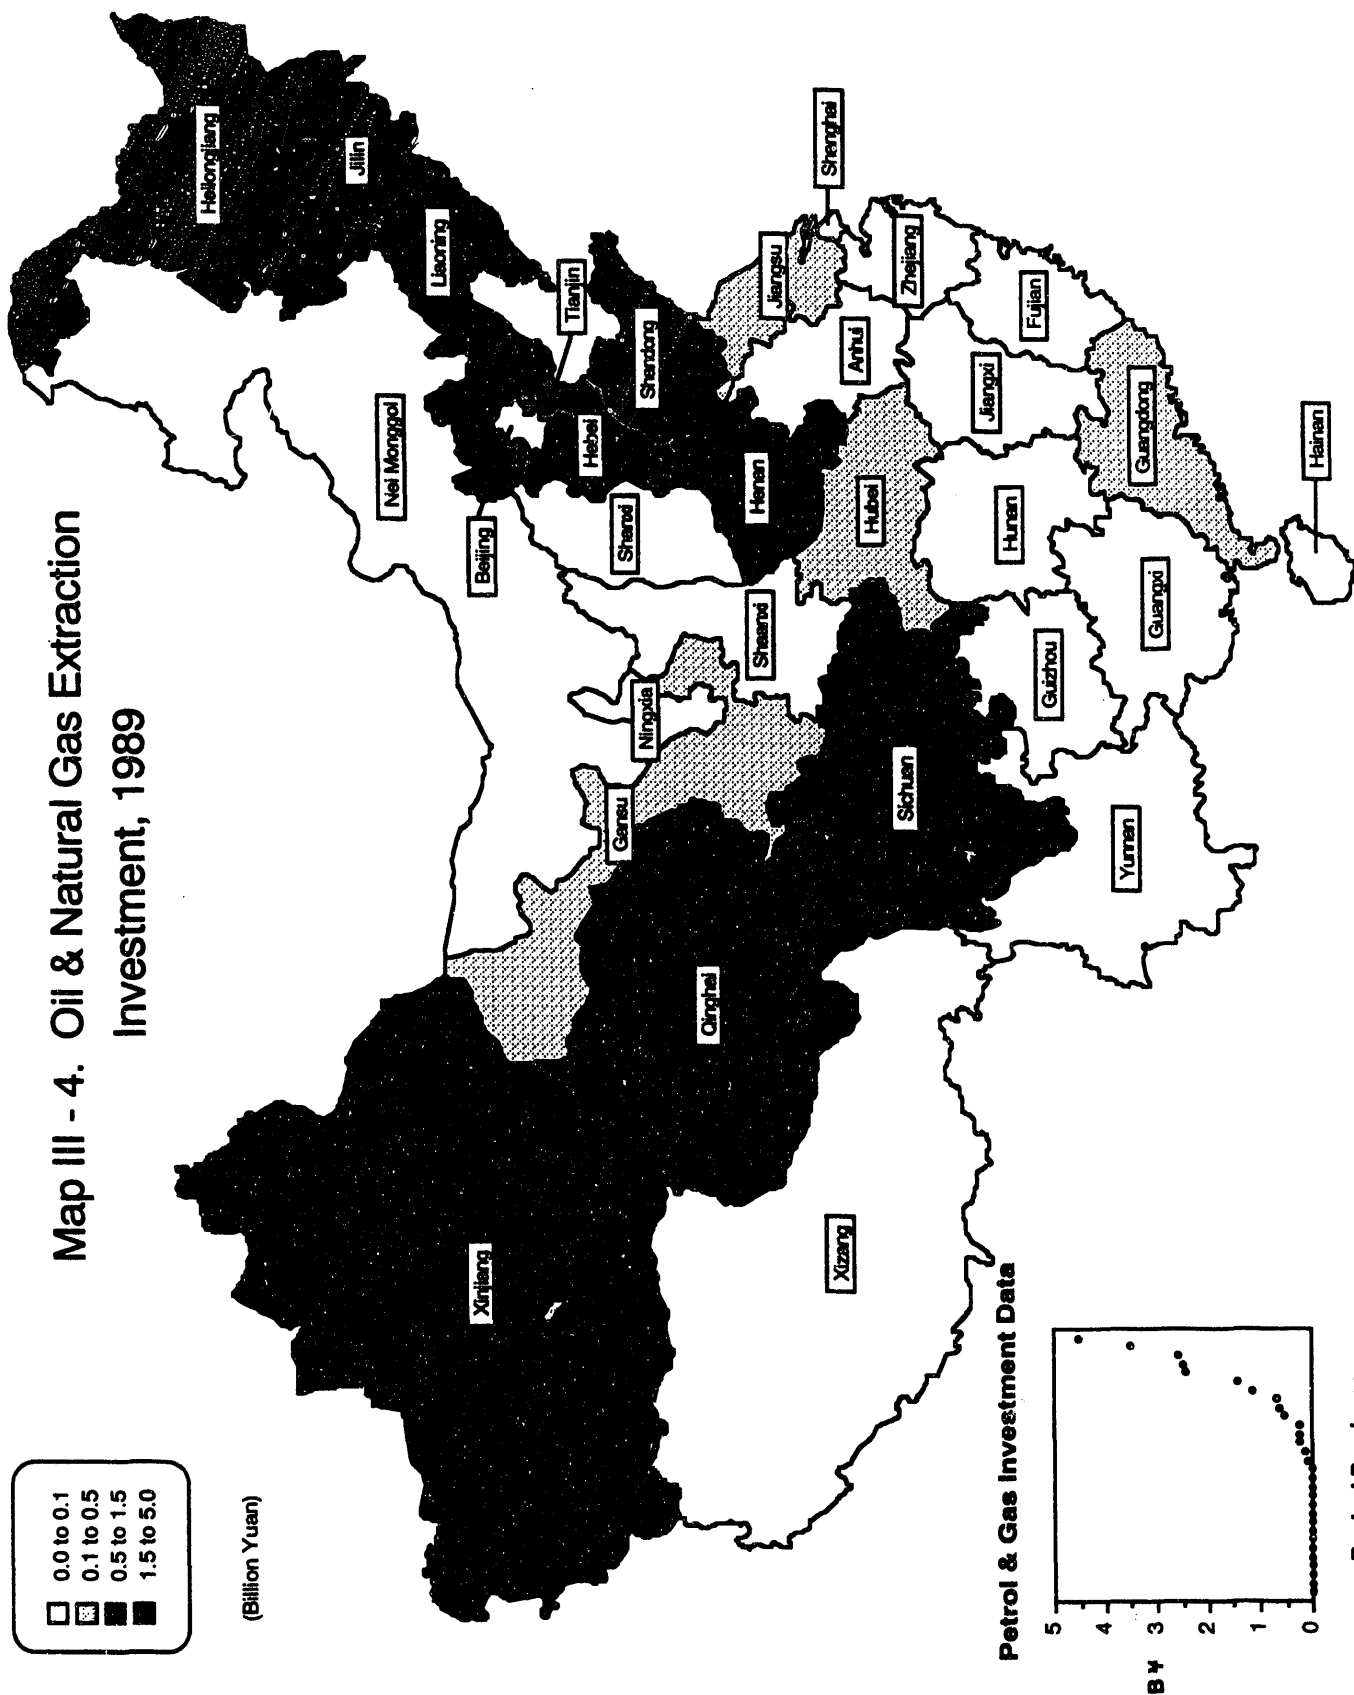 Map III - 4. Oil & Natural Gas Extraction
Investment, 1989
0.0 to 0.1
0.1 to 0.5
0.5 to 1.5
1.5 to 5.0
(Billion Yuan)
Heilongjiang
Jilin
Liaoning
Nei Monggol
Beijing
Tianjin
Hebei
Shandong
Shanxi
Henan
Shaanxi
Ningxia
Gansu
Qinghai
Xinjiang
Xizang
Sichuan
Hubei
Anhui
Jiangsu
Shanghai
Zhejiang
Jiangxi
Fujian
Hunan
Guizhou
Yunnan
Guangxi
Guangdong
Hainan
Petrol & Gas Investment Data
B ¥
5
4
3
2
1
0